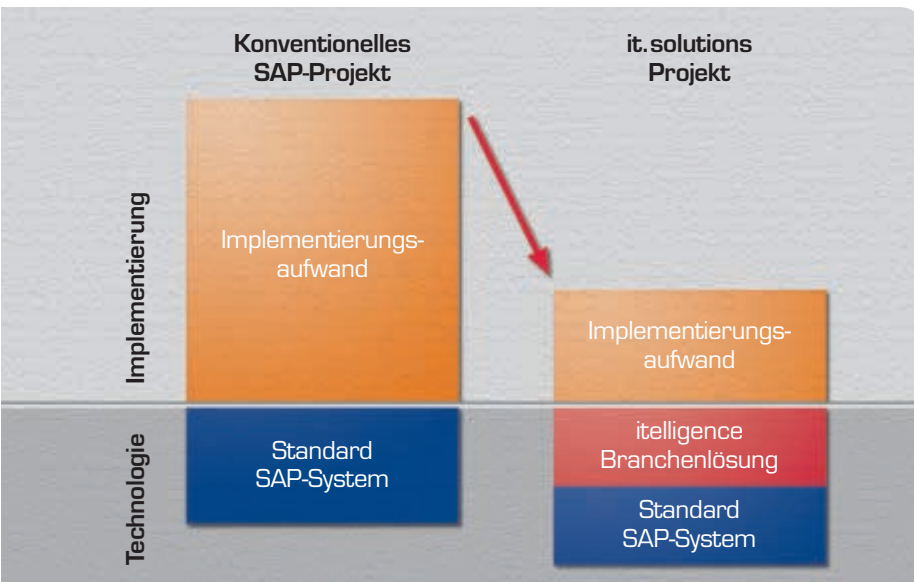 Konventionelles
SAP-Projekt
it.solutions
Projekt
Implementierung
Implementierungs-
aufwand
Implementierungs-
aufwand
Technologie
Standard
SAP-System
itelligence
Branchenlösung
Standard
SAP-System